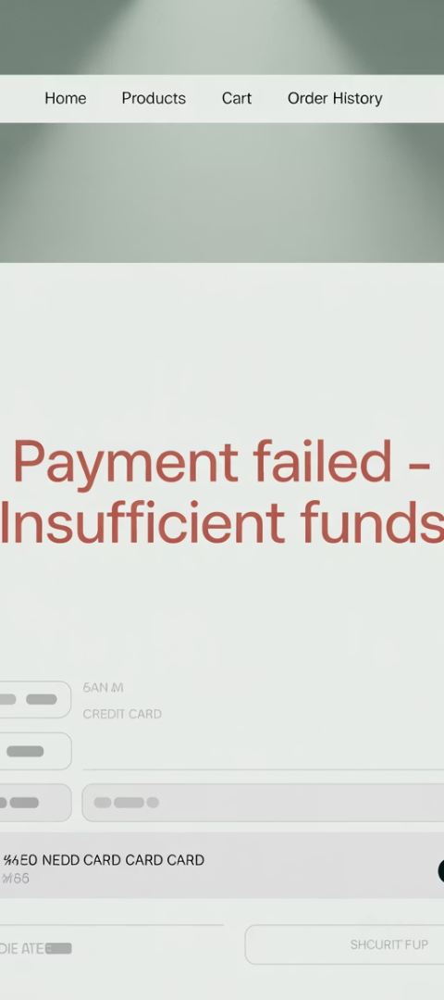 Home Products Cart Order History
Payment failed -
Insufficient funds
CREDIT CARD
NEDD CARD CARD CARD
SHCURIT FUP